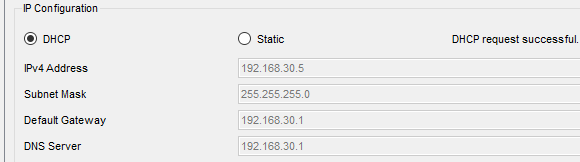 IP Configuration
DHCP Static DHCP request successful.
IPv4 Address 192.168.30.5
Subnet Mask 255.255.255.0
Default Gateway 192.168.30.1
DNS Server 192.168.30.1